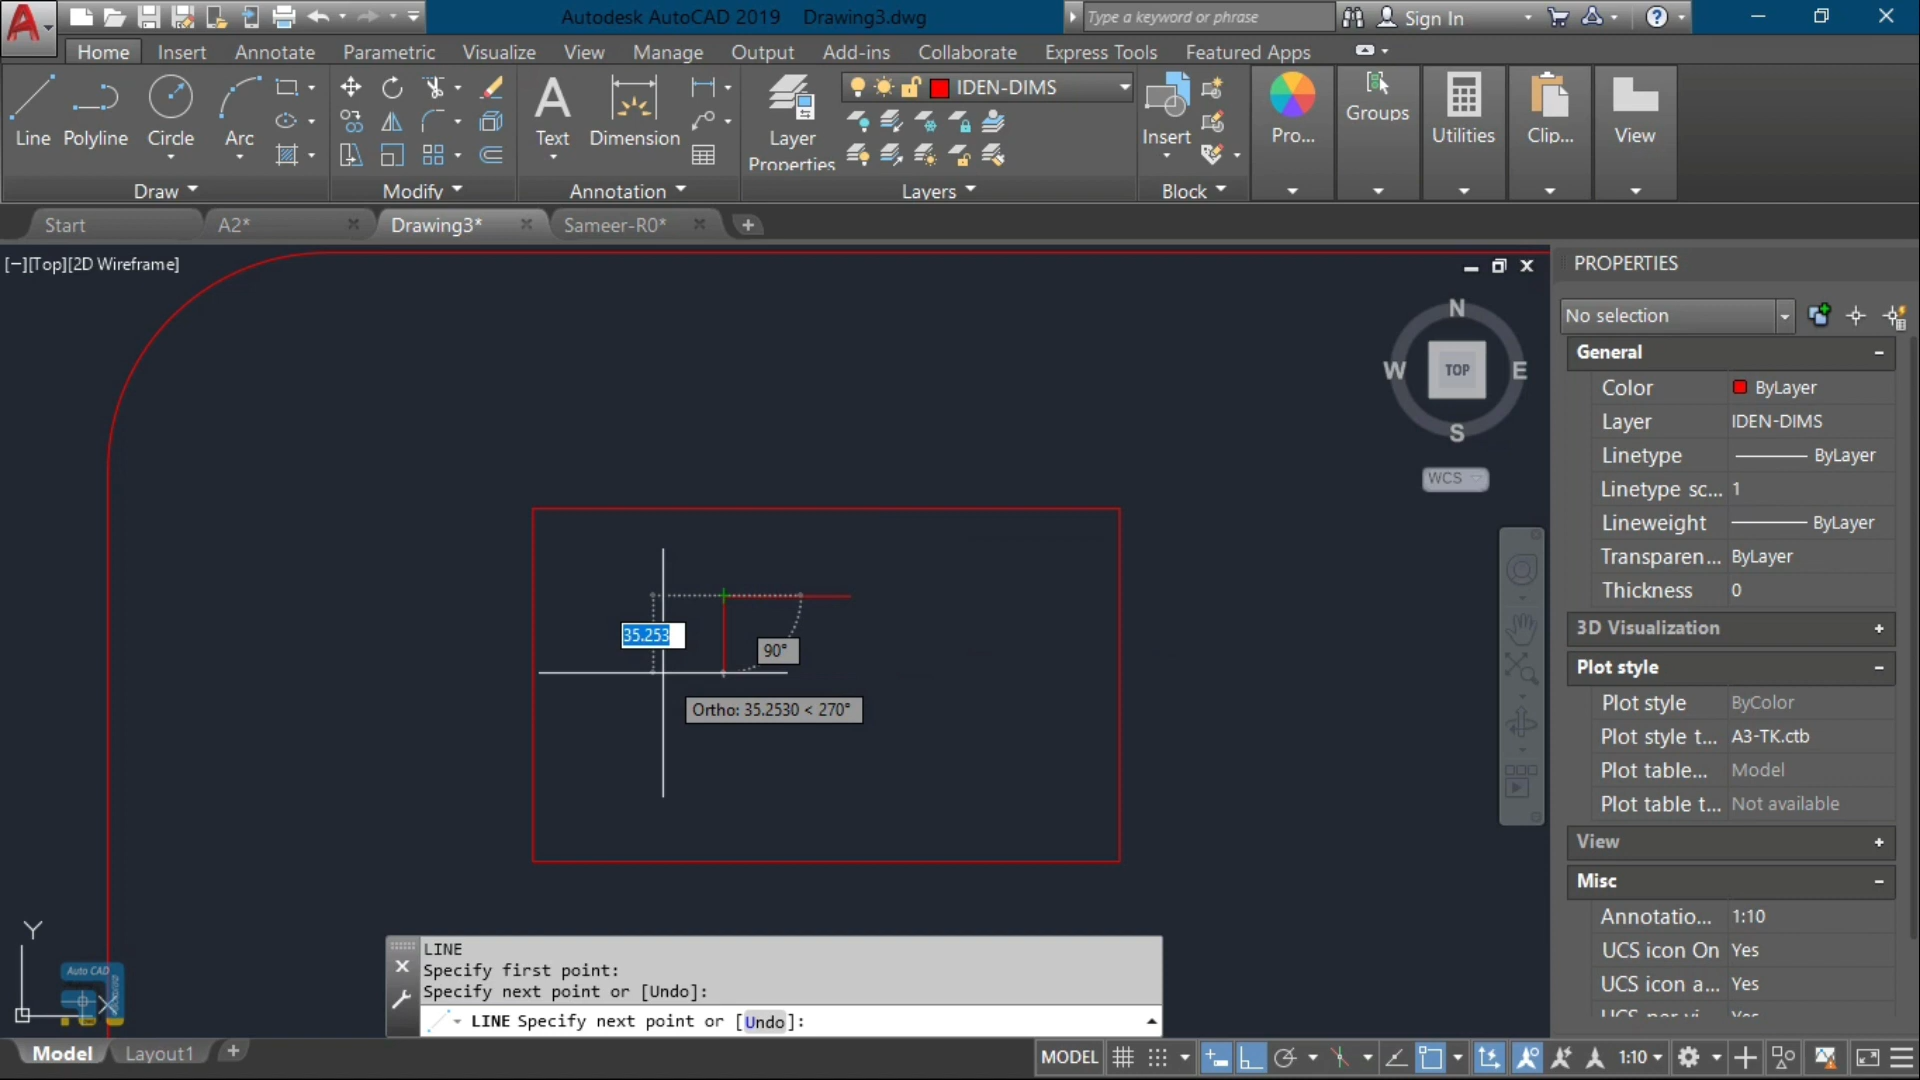 Autodesk AutoCAD 2019 Drawing3.dwg
Type a keyword or phrase
Sign In
Home Insert Annotate Parametric Visualize View Manage Output Add-ins Collaborate Express Tools Featured Apps
IDEN-DIMS
Line Polyline Circle Arc
Text Dimension
Layer
Properties
Insert
Pro...
Groups
Utilities
Clip...
View
Draw Modify Annotation Layers Block
Start A2* Drawing3* Sameer-R0*
[−][Top][2D Wireframe]
N
W TOP E
S
WCS
35.253
90°
Ortho: 35.2530 < 270°
Y
X
Auto CAD
LINE
Specify first point:
Specify next point or [Undo]:
LINE Specify next point or [Undo]:
PROPERTIES
No selection
General
Color ByLayer
Layer IDEN-DIMS
Linetype ByLayer
Linetype sc... 1
Lineweight ByLayer
Transparen... ByLayer
Thickness 0
3D Visualization
Plot style
Plot style ByColor
Plot style t... A3-TK.ctb
Plot table... Model
Plot table t... Not available
View
Misc
Annotatio... 1:10
UCS icon On Yes
UCS icon a... Yes
Model Layout1
MODEL 1:10